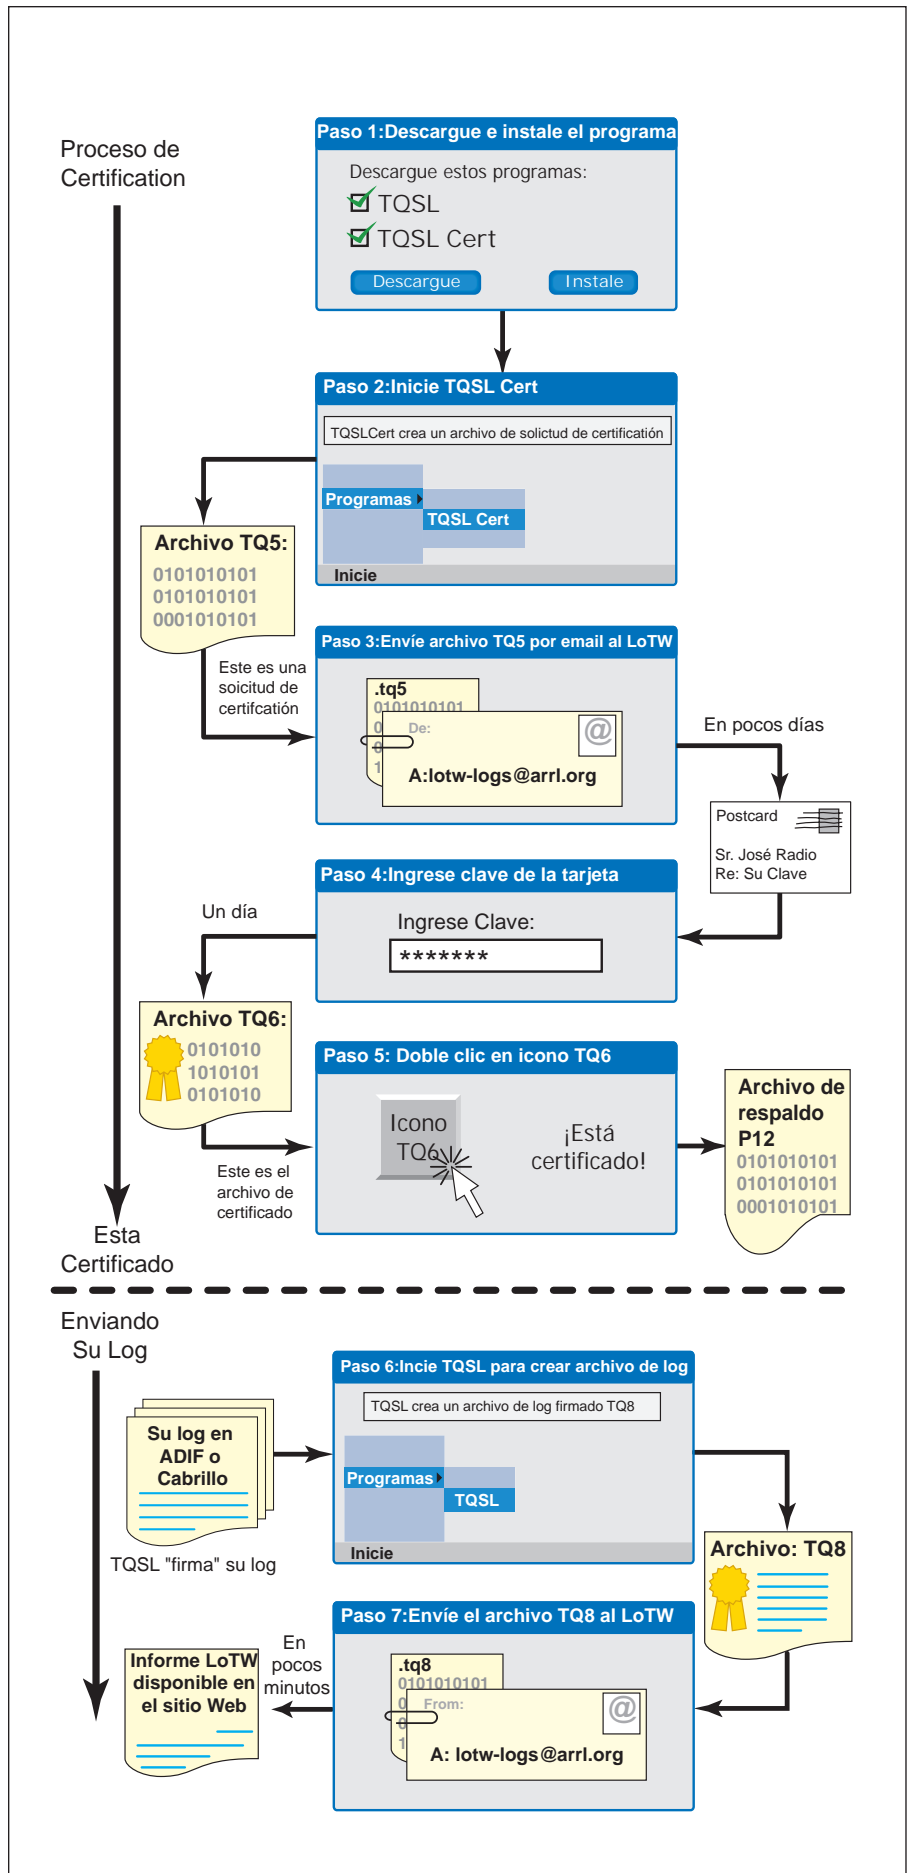 Proceso de
Certification
Paso 1:Descargue e instale el programa
Descargue estos programas:
TQSL
TQSL Cert
Descargue
Instale
Paso 2:Inicie TQSL Cert
TQSLCert crea un archivo de solictud de certificatión
Programas
TQSL Cert
Inicie
Archivo TQ5:
0101010101
0101010101
0001010101
Este es una
soicitud de
certifcatión
Paso 3:Envíe archivo TQ5 por email al LoTW
.tq5
0101010101
0
0
1
De:
@
A:lotw-logs@arrl.org
En pocos días
Postcard
Sr. José Radio
Re: Su Clave
Paso 4:Ingrese clave de la tarjeta
Ingrese Clave:
*******
Un día
Archivo TQ6:
0101010
1010101
0101010
Este es el
archivo de
certificado
Paso 5: Doble clic en icono TQ6
Icono
TQ6
¡Está
certificado!
Archivo de
respaldo
P12
0101010101
0101010101
0001010101
Esta
Certificado
Enviando
Su Log
Su log en
ADIF o
Cabrillo
TQSL "firma" su log
Paso 6:Incie TQSL para crear archivo de log
TQSL crea un archivo de log firmado TQ8
Programas
TQSL
Inicie
Archivo: TQ8
Paso 7:Envíe el archivo TQ8 al LoTW
.tq8
0101010101
0
0
1
From:
@
A: lotw-logs@arrl.org
En
pocos
minutos
Informe LoTW
disponible en
el sitio Web